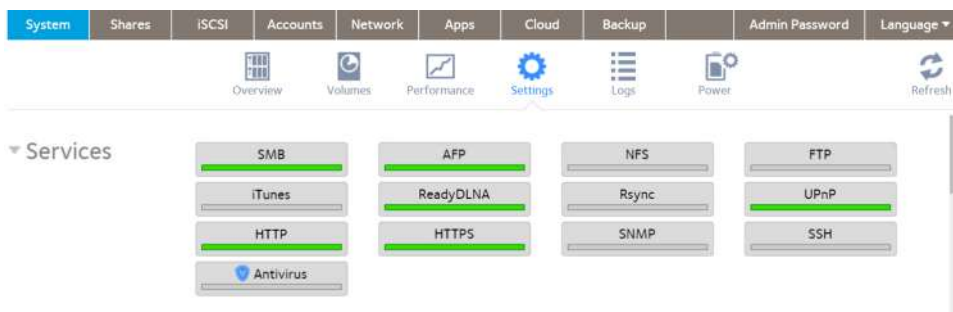 System Shares iSCSI Accounts Network Apps Cloud Backup Admin Password Language
Overview Volumes Performance Settings Logs Power Refresh
Services
SMB AFP NFS FTP
iTunes ReadyDLNA Rsync UPnP
HTTP HTTPS SNMP SSH
Antivirus